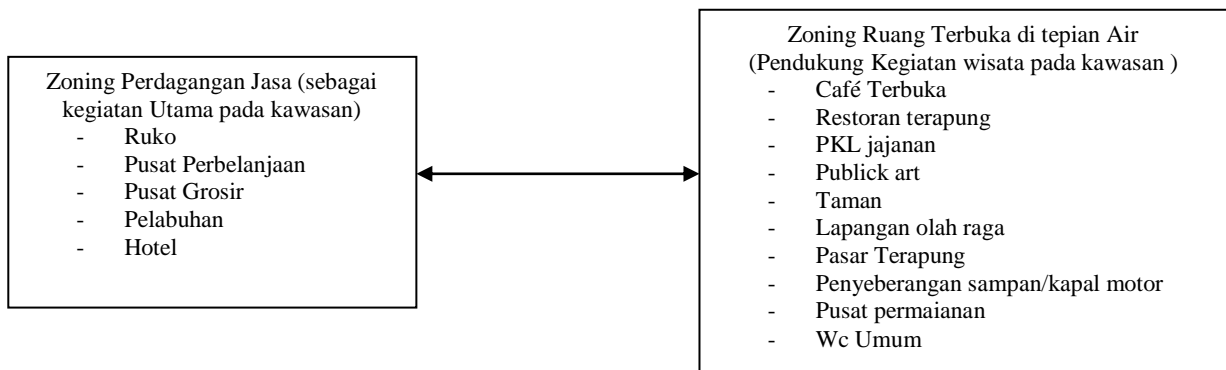 Zoning Perdagangan Jasa (sebagai
kegiatan Utama pada kawasan)
- Ruko
- Pusat Perbelanjaan
- Pusat Grosir
- Pelabuhan
- Hotel
Zoning Ruang Terbuka di tepian Air
(Pendukung Kegiatan wisata pada kawasan )
- Café Terbuka
- Restoran terapung
- PKL jajanan
- Publick art
- Taman
- Lapangan olah raga
- Pasar Terapung
- Penyeberangan sampan/kapal motor
- Pusat permaianan
- Wc Umum